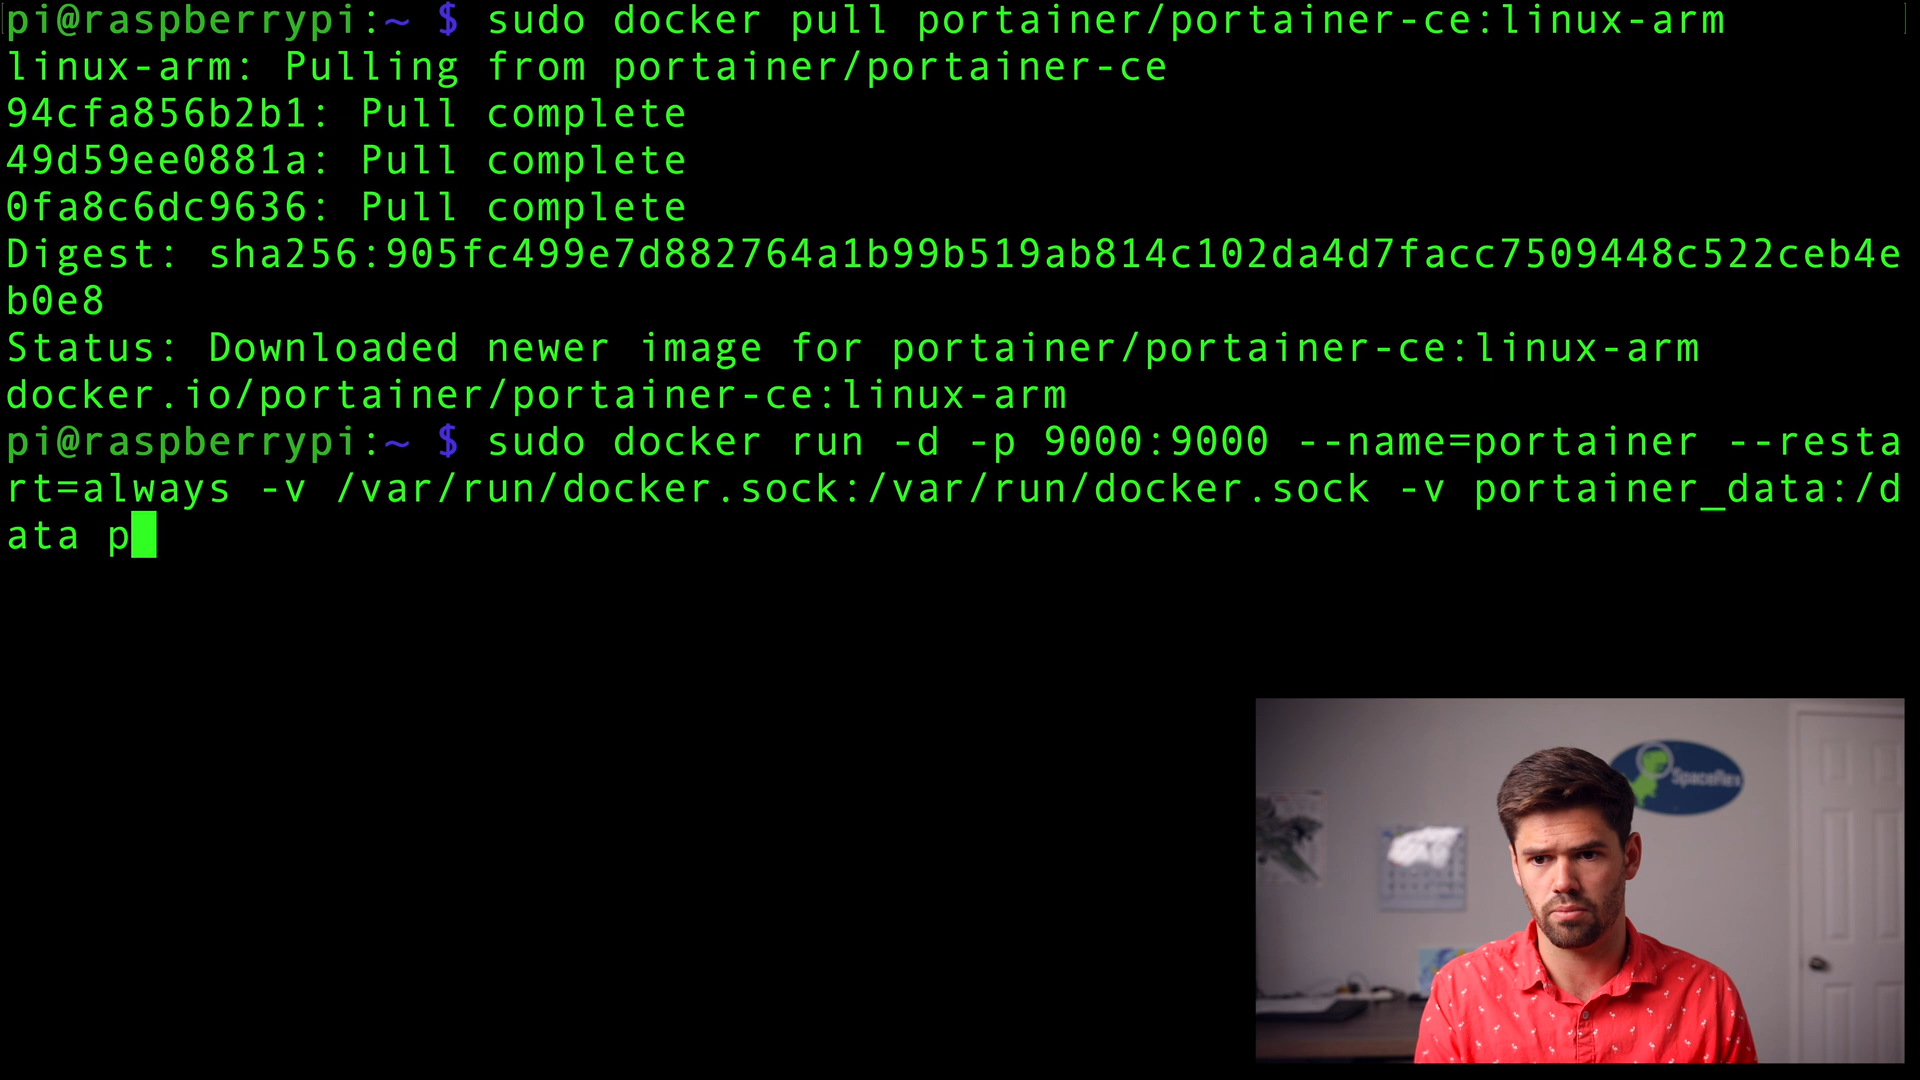 pi@raspberrypi:~ $ sudo docker pull portainer/portainer-ce:linux-arm
linux-arm: Pulling from portainer/portainer-ce
94cfa856b2b1: Pull complete
49d59ee0881a: Pull complete
0fa8c6dc9636: Pull complete
Digest: sha256:905fc499e7d882764a1b99b519ab814c102da4d7facc7509448c522ceb4e
b0e8
Status: Downloaded newer image for portainer/portainer-ce:linux-arm
docker.io/portainer/portainer-ce:linux-arm
pi@raspberrypi:~ $ sudo docker run -d -p 9000:9000 --name=portainer --resta
rt=always -v /var/run/docker.sock:/var/run/docker.sock -v portainer_data:/d
ata p
SpaceRex